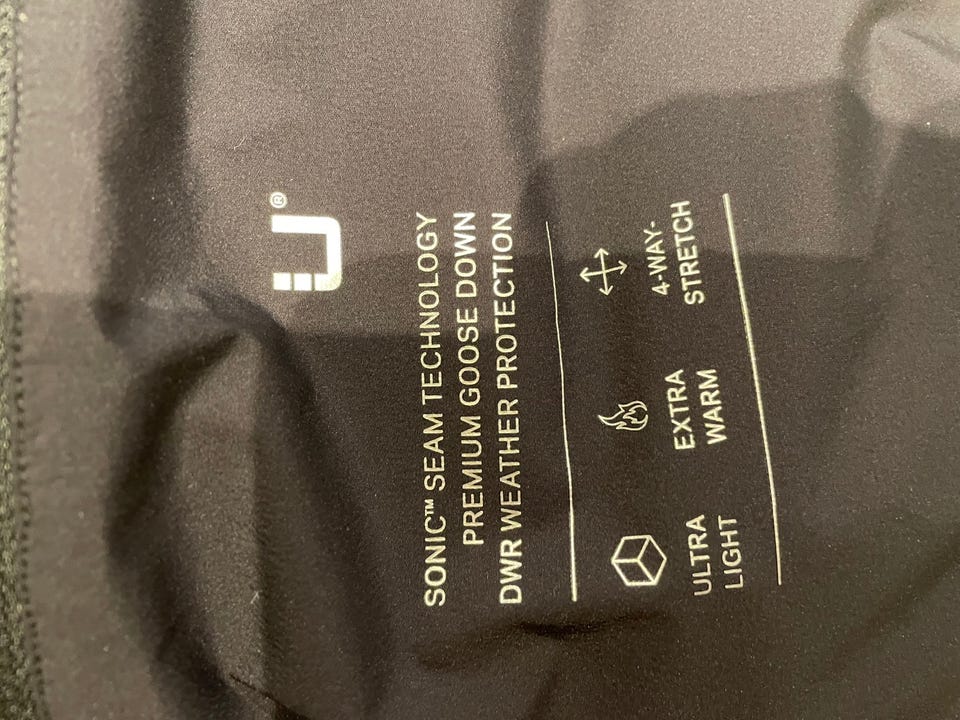 U®
SONIC™ SEAM TECHNOLOGY
PREMIUM GOOSE DOWN
DWR WEATHER PROTECTION
ULTRA
LIGHT
EXTRA
WARM
4-WAY-
STRETCH